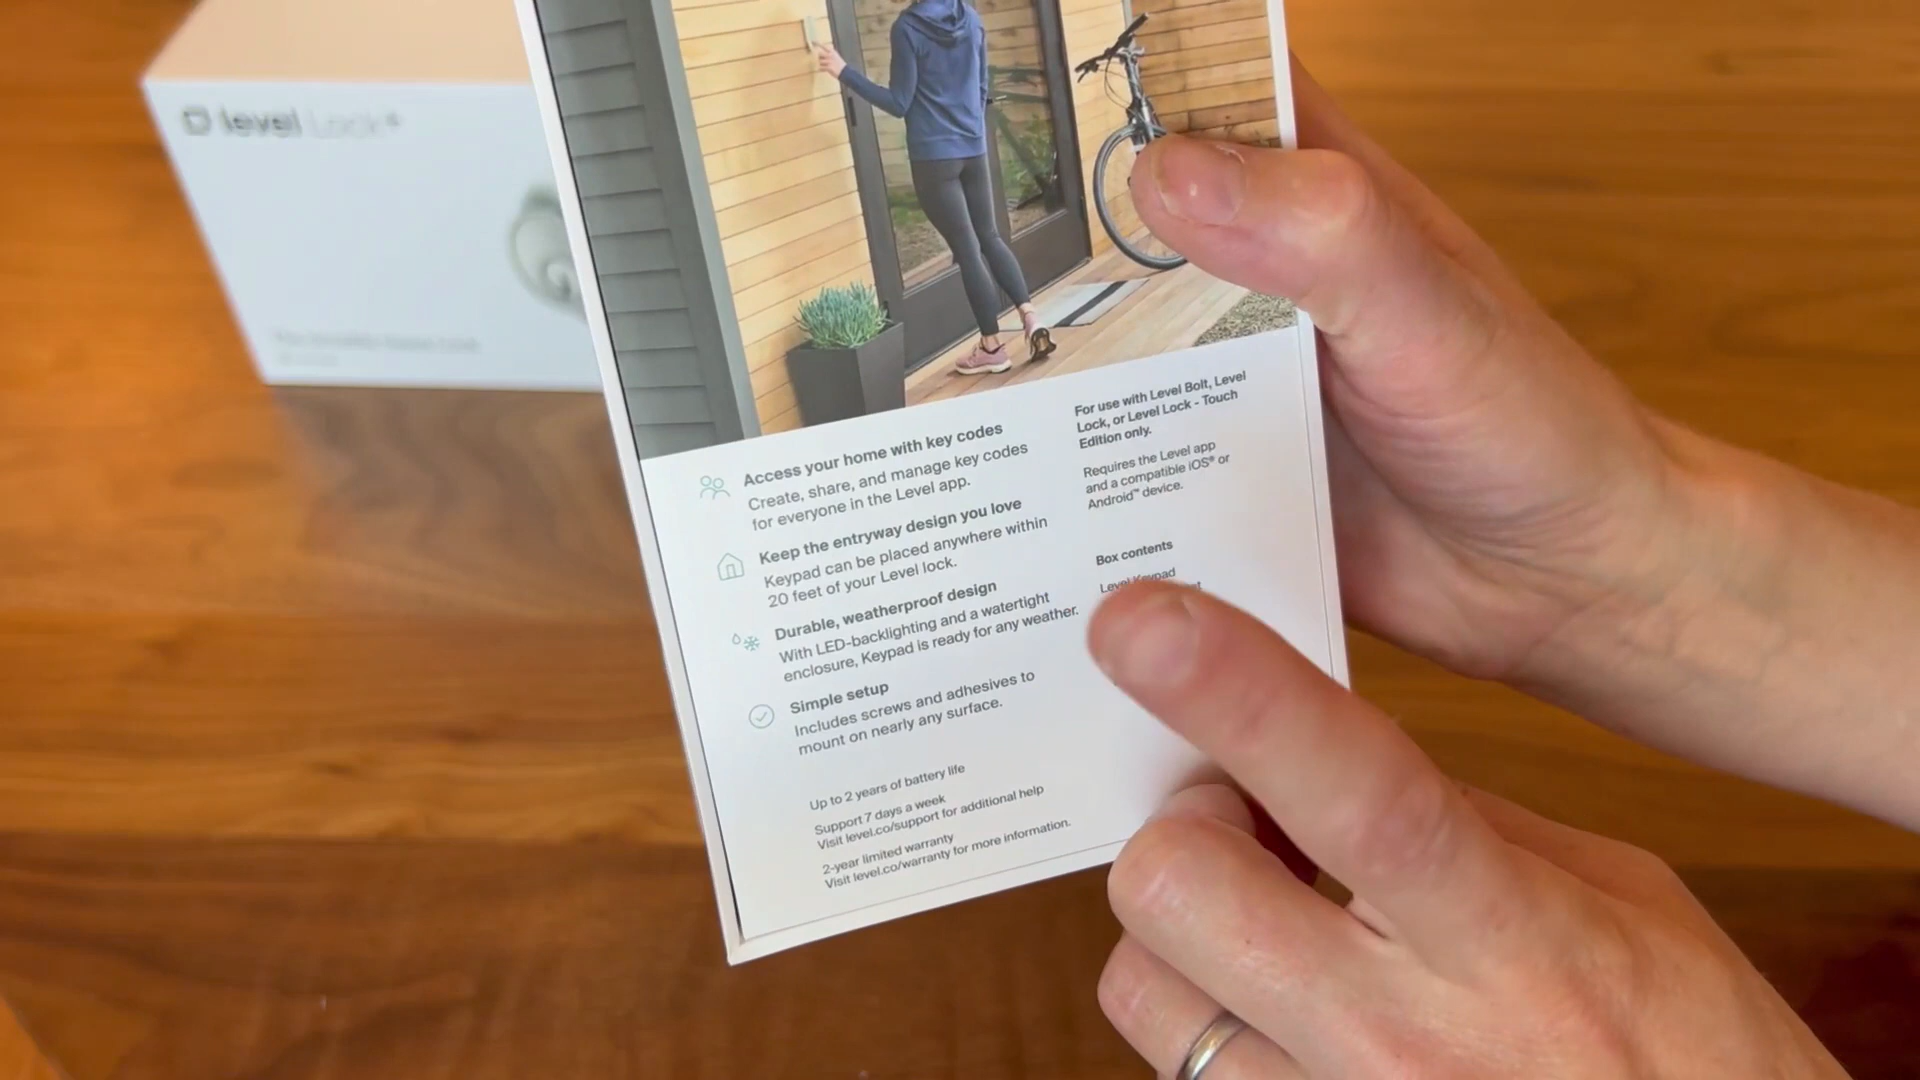 level Lock+
Access your home with key codes
Create, share, and manage key codes
for everyone in the Level app.
Keep the entryway design you love
Keypad can be placed anywhere within
20 feet of your Level lock.
Durable, weatherproof design
With LED-backlighting and a watertight
enclosure, Keypad is ready for any weather.
Simple setup
Includes screws and adhesives to
mount on nearly any surface.
Up to 2 years of battery life
Support 7 days a week
Visit level.co/support for additional help
2-year limited warranty
Visit level.co/warranty for more information.
For use with Level Bolt, Level
Lock, or Level Lock - Touch
Edition only.
Requires the Level app
and a compatible iOS® or
Android™ device.
Box contents
Level Keypad